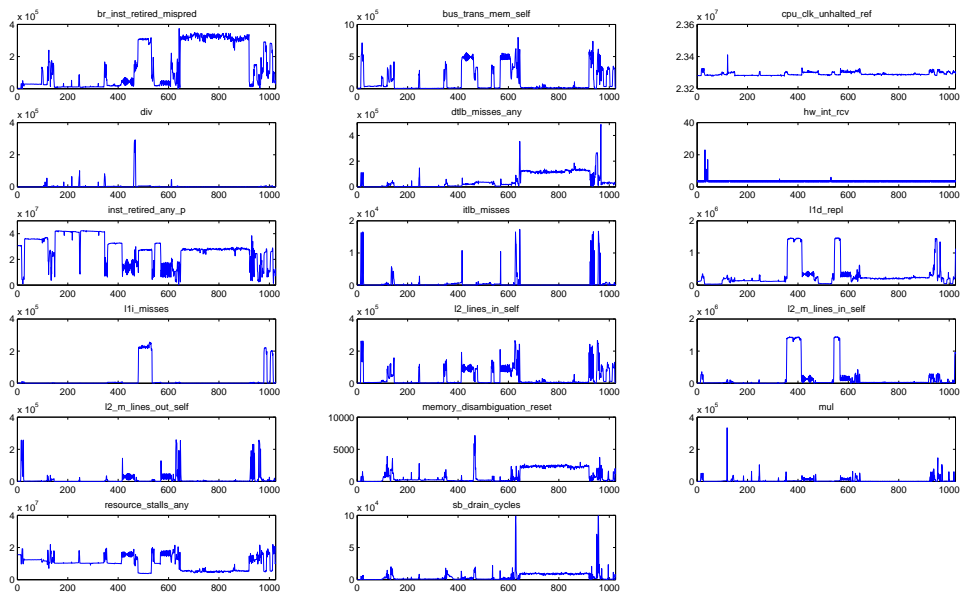 br_inst_retired_mispred
x 10^5
4
2
0
0 200 400 600 800 1000
bus_trans_mem_self
x 10^5
10
5
0
0 200 400 600 800 1000
cpu_clk_unhalted_ref
x 10^7
2.36
2.34
2.32
0 200 400 600 800 1000
div
x 10^5
4
2
0
0 200 400 600 800 1000
dtlb_misses_any
x 10^5
5
0
0 200 400 600 800 1000
hw_int_rcv
40
20
0
0 200 400 600 800 1000
inst_retired_any_p
x 10^7
4
2
0
0 200 400 600 800 1000
itlb_misses
x 10^4
2
1
0
0 200 400 600 800 1000
l1d_repl
x 10^6
2
1
0
0 200 400 600 800 1000
l1i_misses
x 10^5
4
2
0
0 200 400 600 800 1000
l2_lines_in_self
x 10^5
4
2
0
0 200 400 600 800 1000
l2_m_lines_in_self
x 10^6
2
1
0
0 200 400 600 800 1000
l2_m_lines_out_self
x 10^5
4
2
0
0 200 400 600 800 1000
memory_disambiguation_reset
10000
5000
0
0 200 400 600 800 1000
mul
x 10^5
4
2
0
0 200 400 600 800 1000
resource_stalls_any
x 10^7
4
2
0
0 200 400 600 800 1000
sb_drain_cycles
x 10^4
10
5
0
0 200 400 600 800 1000